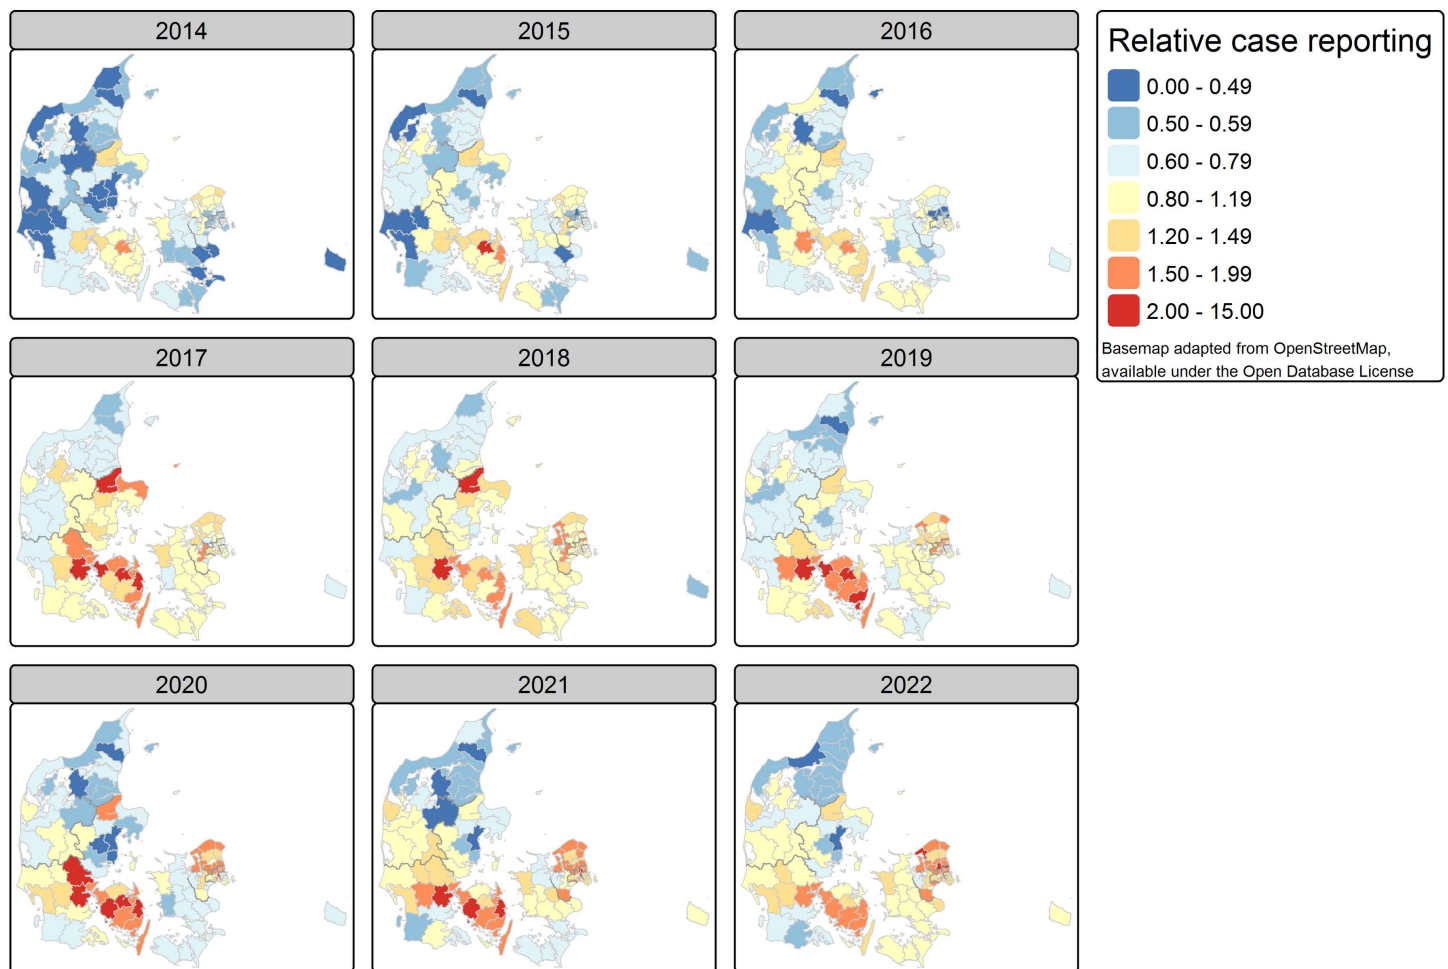 2014
2015
2016
Relative case reporting
0.00 - 0.49
0.50 - 0.59
0.60 - 0.79
0.80 - 1.19
1.20 - 1.49
1.50 - 1.99
2.00 - 15.00
Basemap adapted from OpenStreetMap,
available under the Open Database License
2017
2018
2019
2020
2021
2022